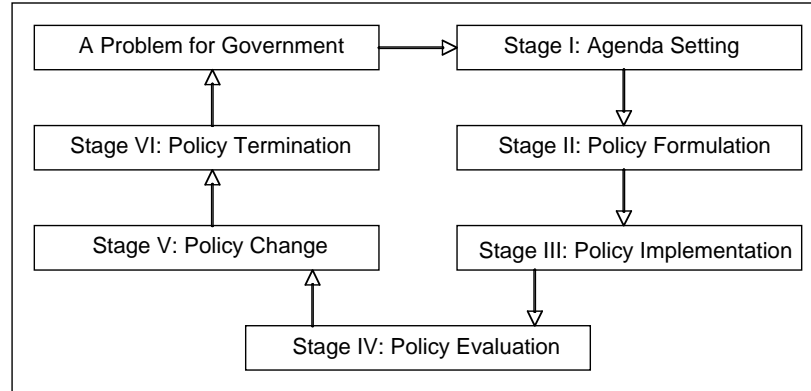 A Problem for Government
Stage I: Agenda Setting
Stage II: Policy Formulation
Stage III: Policy Implementation
Stage IV: Policy Evaluation
Stage V: Policy Change
Stage VI: Policy Termination